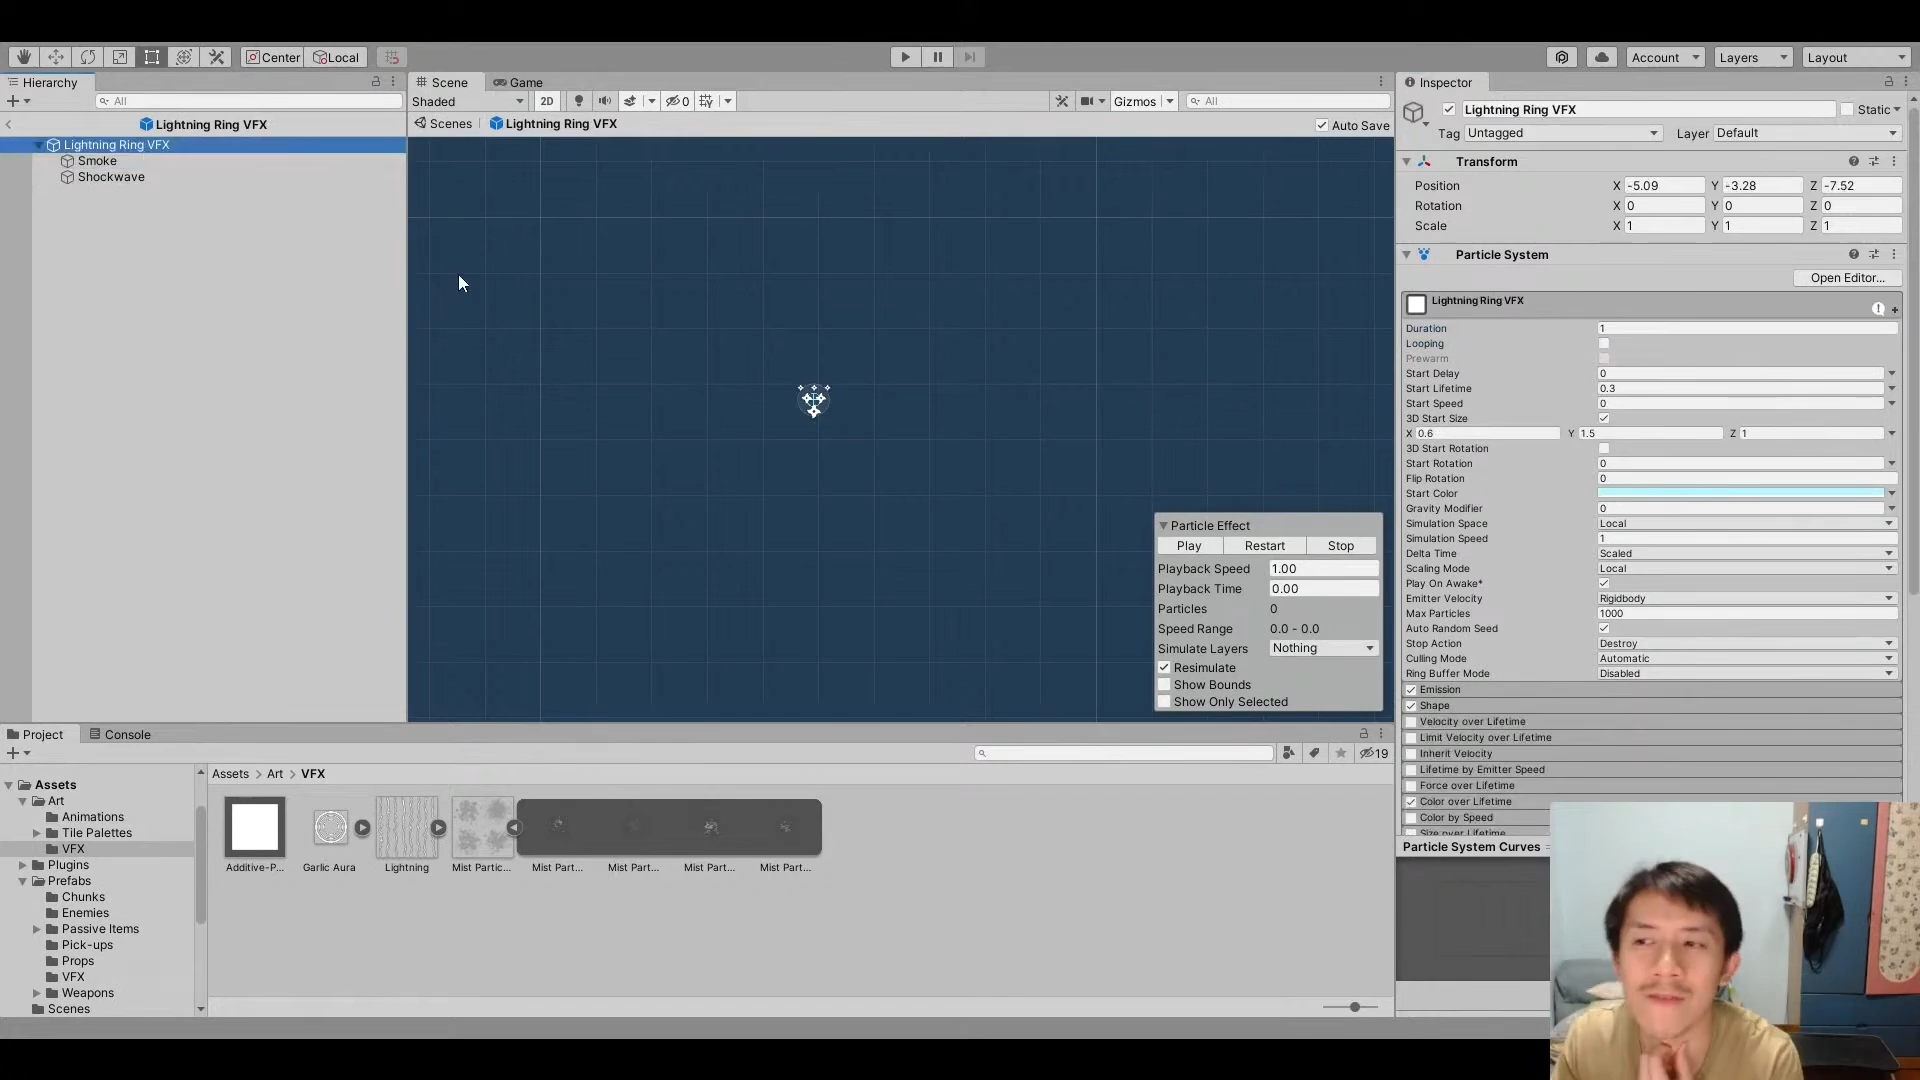 Center
Local
Account
Layers
Layout
Hierarchy
Scene
Game
Inspector
All
Shaded
2D
0
Gizmos
All
Lightning Ring VFX
Static
Lightning Ring VFX
Scenes
Lightning Ring VFX
Auto Save
Tag Untagged
Layer Default
Lightning Ring VFX
Smoke
Shockwave
Transform
Position X -5.09 Y -3.28 Z -7.52
Rotation X 0 Y 0 Z 0
Scale X 1 Y 1 Z 1
Particle System
Open Editor...
Lightning Ring VFX
Duration 1
Looping
Prewarm
Start Delay 0
Start Lifetime 0.3
Start Speed 0
3D Start Size
X 0.6 Y 1.5 Z 1
3D Start Rotation
Start Rotation 0
Flip Rotation 0
Start Color
Gravity Modifier 0
Simulation Space Local
Simulation Speed 1
Delta Time Scaled
Scaling Mode Local
Play On Awake*
Emitter Velocity Rigidbody
Max Particles 1000
Auto Random Seed
Stop Action Destroy
Culling Mode Automatic
Ring Buffer Mode Disabled
Emission
Shape
Velocity over Lifetime
Limit Velocity over Lifetime
Inherit Velocity
Lifetime by Emitter Speed
Force over Lifetime
Color over Lifetime
Color by Speed
Size over Lifetime
Particle System Curves
Particle Effect
Play Restart Stop
Playback Speed 1.00
Playback Time 0.00
Particles 0
Speed Range 0.0 - 0.0
Simulate Layers Nothing
Resimulate
Show Bounds
Show Only Selected
Project
Console
19
Assets
Art
Animations
Tile Palettes
VFX
Plugins
Prefabs
Chunks
Enemies
Passive Items
Pick-ups
Props
VFX
Weapons
Scenes
Assets > Art > VFX
Additive-P...
Garlic Aura
Lightning
Mist Partic...
Mist Part...
Mist Part...
Mist Part...
Mist Part...